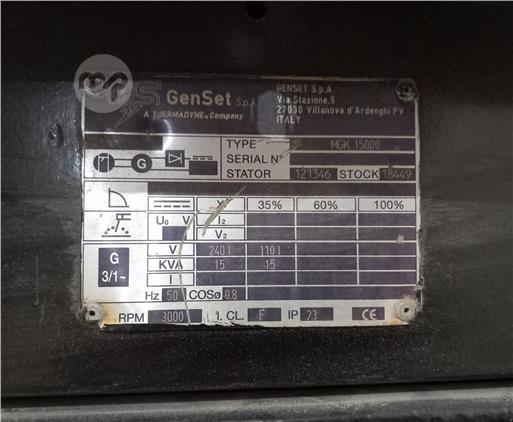 GenSet S.p.A.
A THERMADYNE® Company
GENSET S.p.A.
Via Stazione,5
27030 Villanova d'Ardenghi PV
ITALY
TYPE MGK 15000
SERIAL N°
STATOR 121346 STOCK 18449
G
X 35% 60% 100%
U₀ V I₂
V₂
G 3/1~
V 240 I 110 I
KVA 15 15
I
Hz 50 COSø 0.8
RPM 3000 I. CL. F IP 23 CE